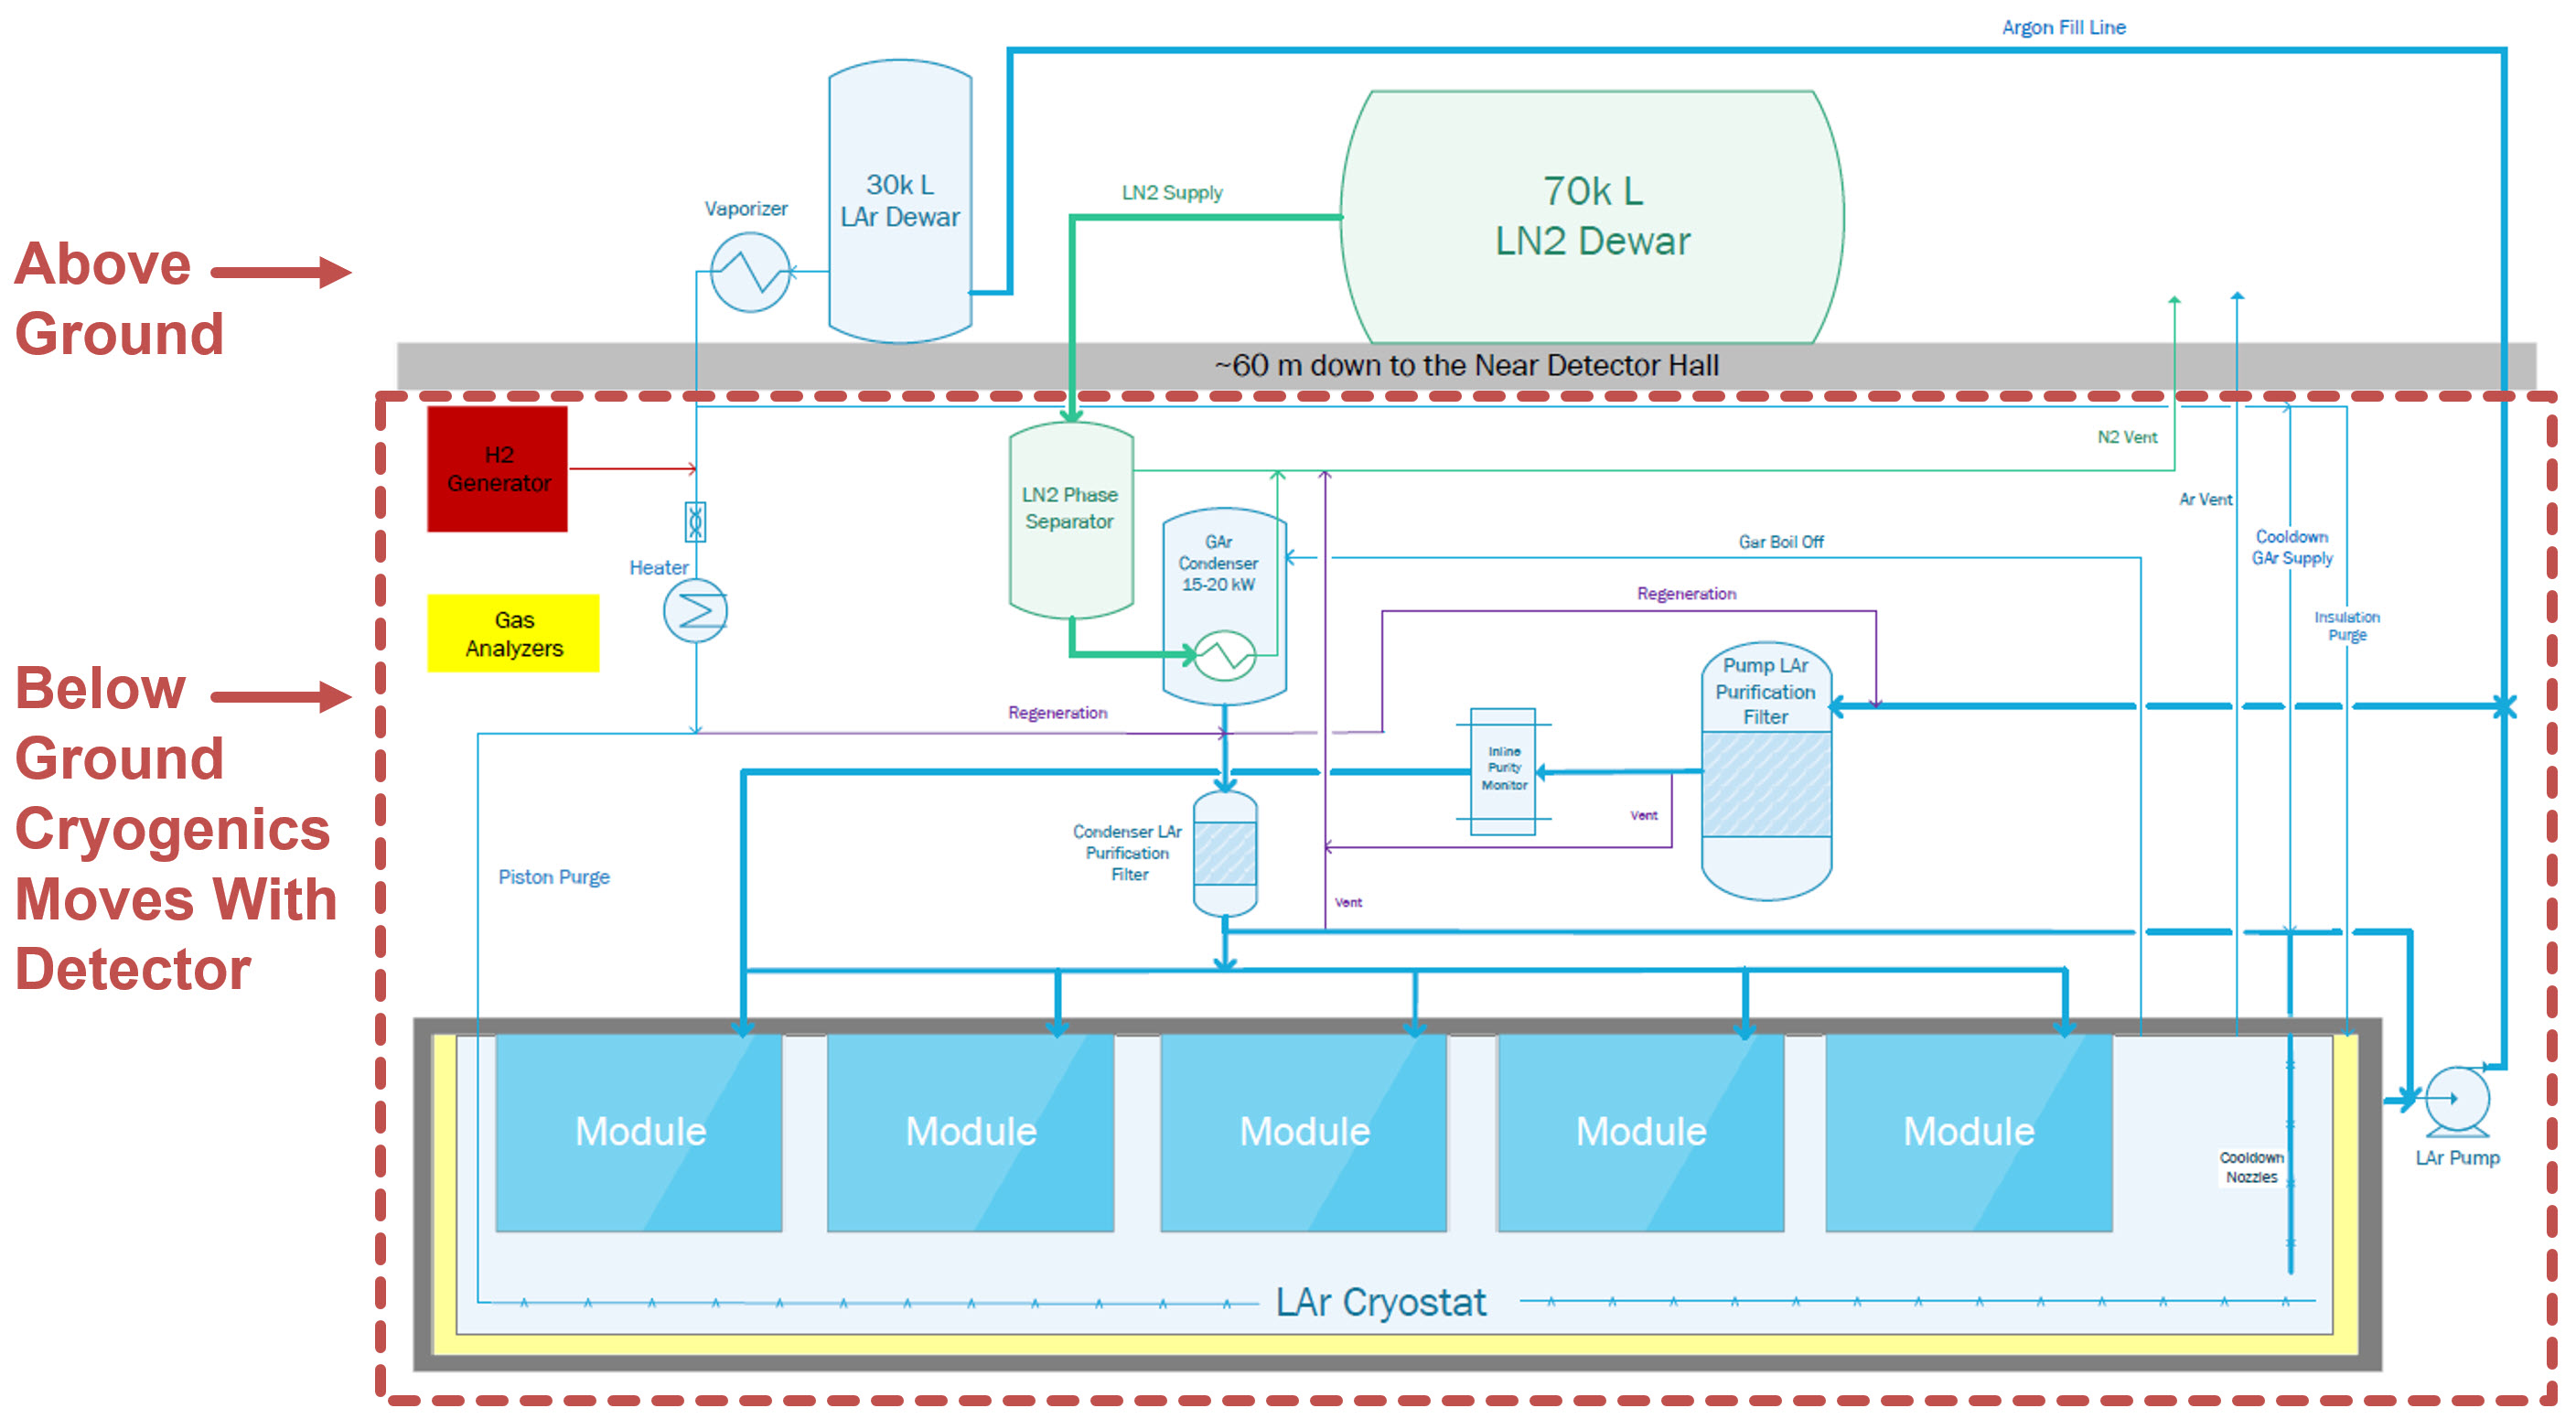 Argon Fill Line
30k L
LAr Dewar
Vaporizer
LN2 Supply
70k L
LN2 Dewar
Above
Ground
~60 m down to the Near Detector Hall
H2
Generator
LN2 Phase
Separator
N2 Vent
Ar Vent
GAr
Condenser
15-20 kW
Gar Boil Off
Cooldown
GAr Supply
Heater
Regeneration
Insulation
Purge
Gas
Analyzers
Pump LAr
Purification
Filter
Below
Ground
Cryogenics
Moves With
Detector
Regeneration
Inline
Purity
Monitor
Vent
Condenser LAr
Purification
Filter
Piston Purge
Vent
Module
Module
Module
Module
Module
Cooldown
Nozzles
LAr Pump
LAr Cryostat